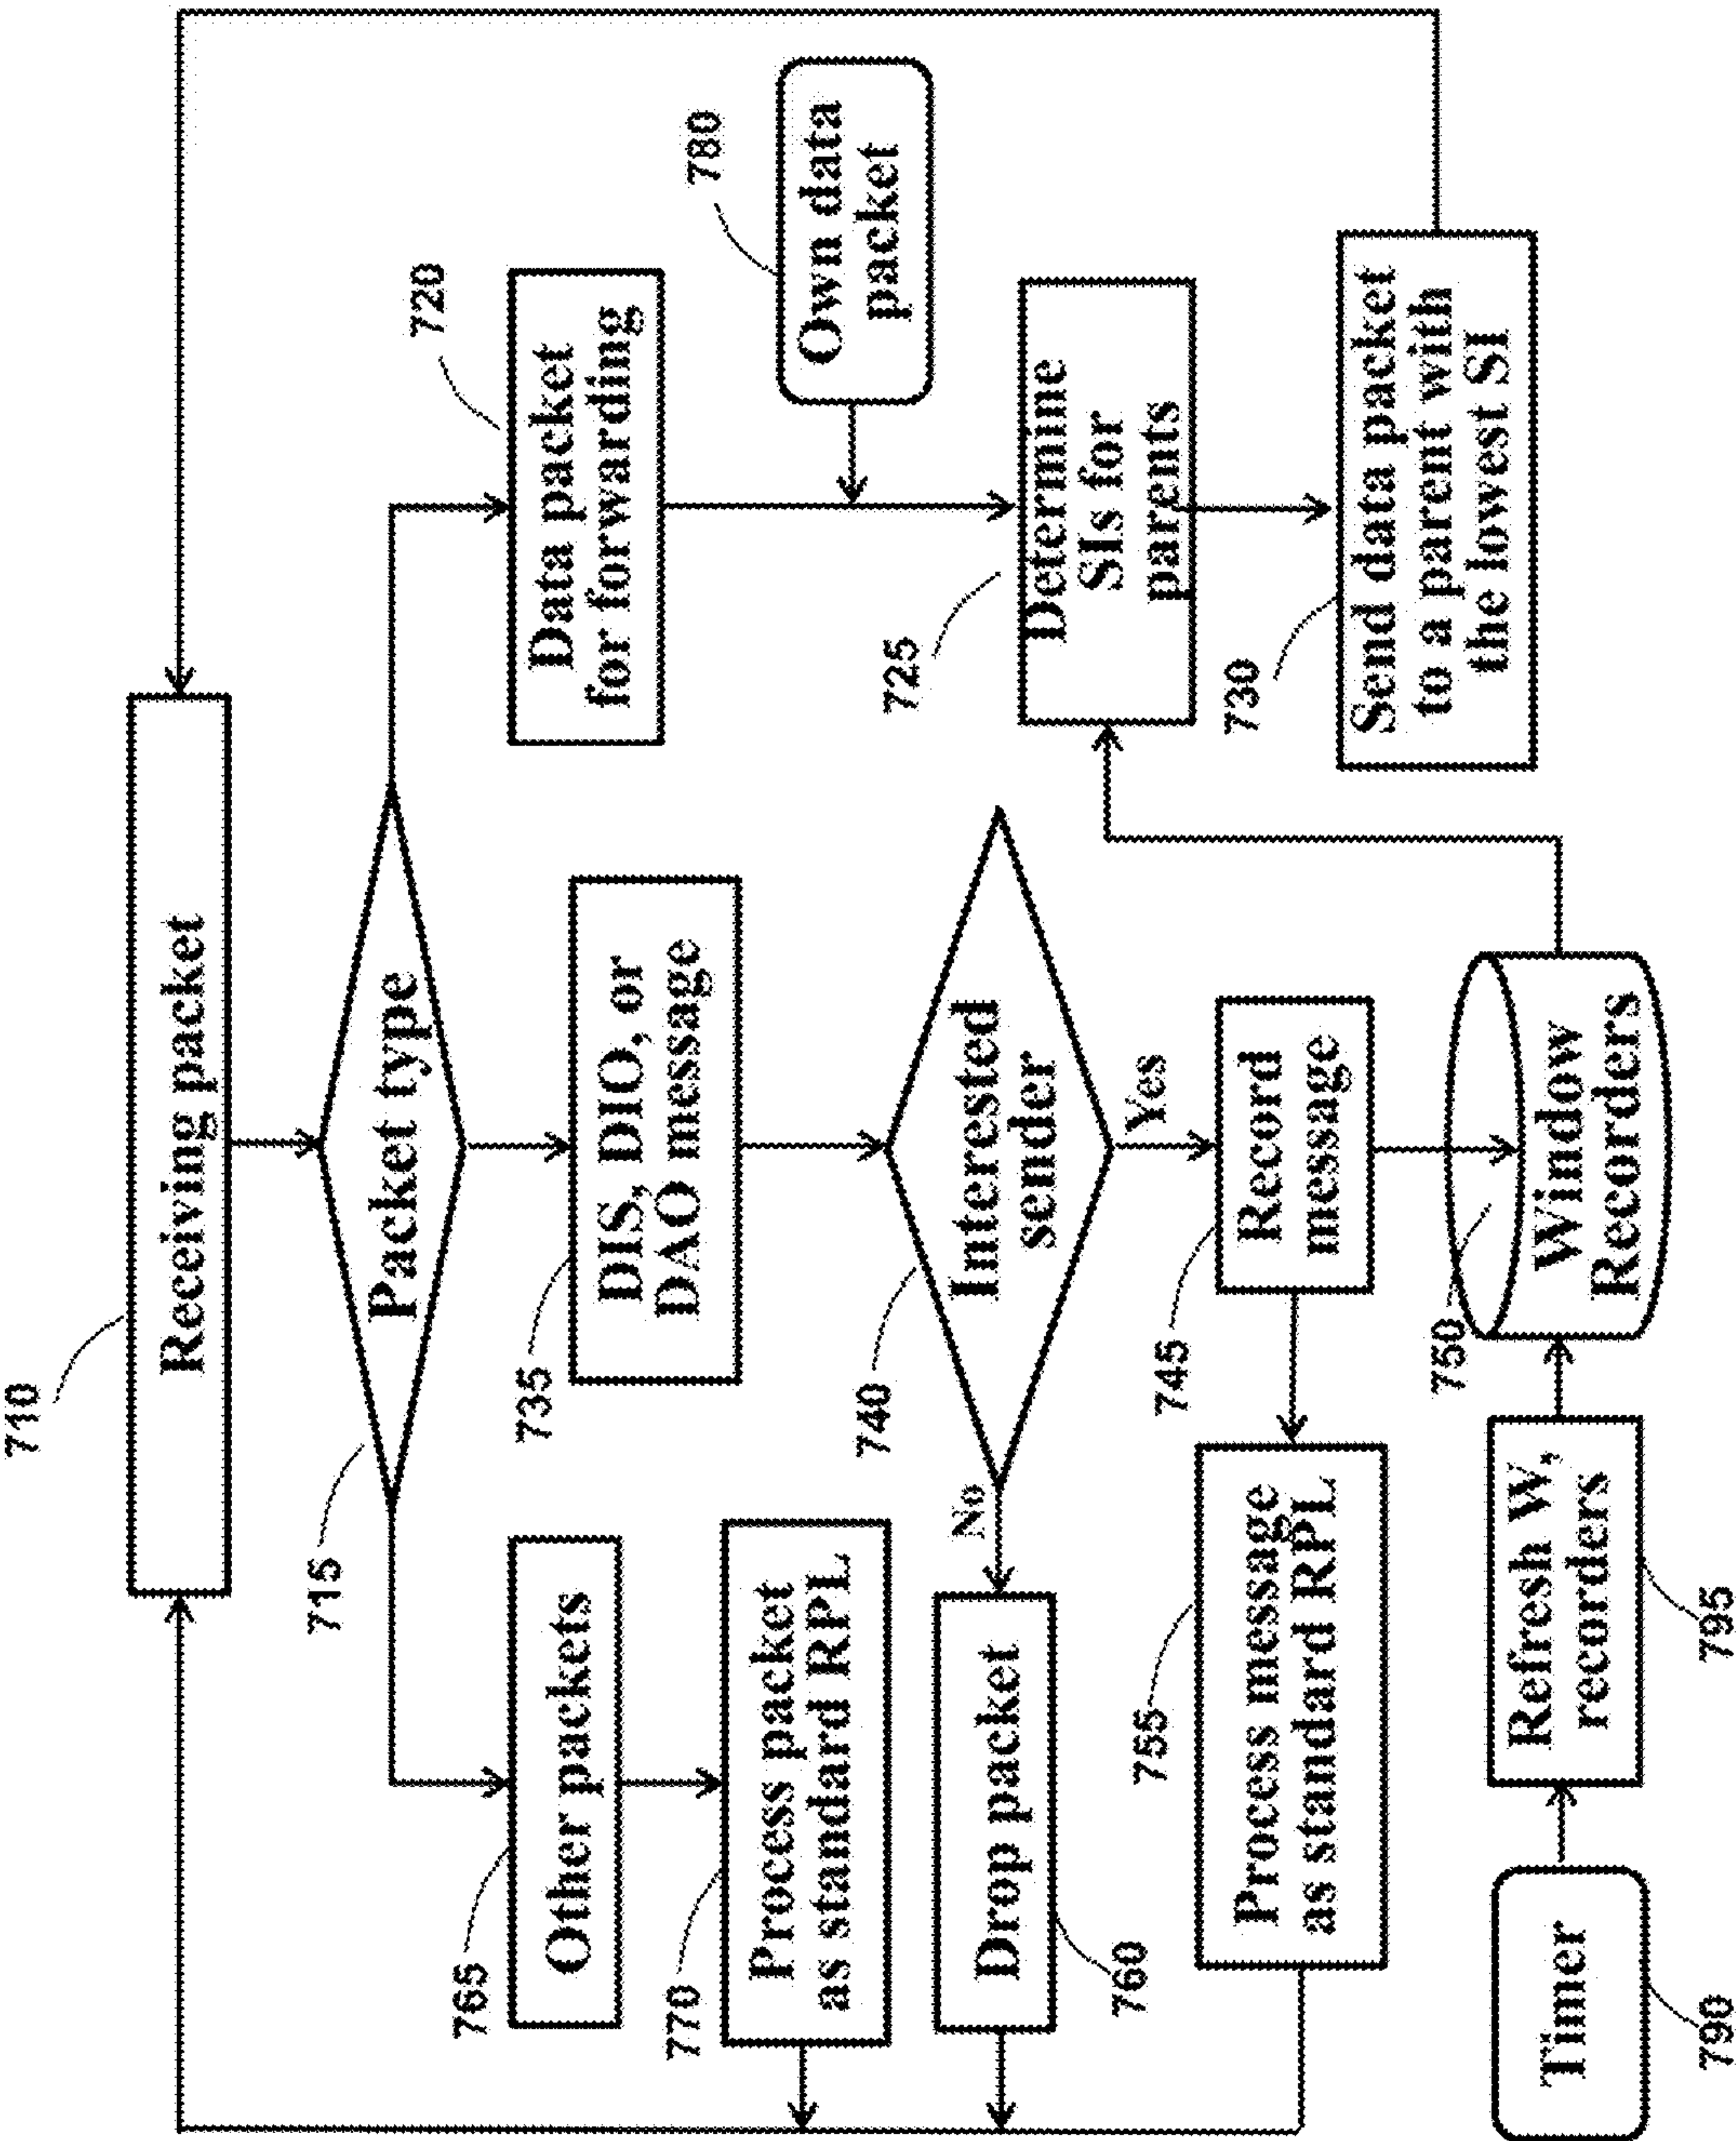 710
Receiving packet
715
Packet type
765
Other packets
770
Process packet
as standard RPL
735
DIS, DIO, or
DAO message
720
Data packet
for forwarding
780
Own data
packet
740
Interested
sender
No
Yes
Drop packet
760
745
Record
message
755
Process message
as standard RPL
725
Determine
SIs for
parents
730
Send data packet
to a parent with
the lowest SI
750
Window
Recorders
Refresh W,
recorders
795
Timer
790